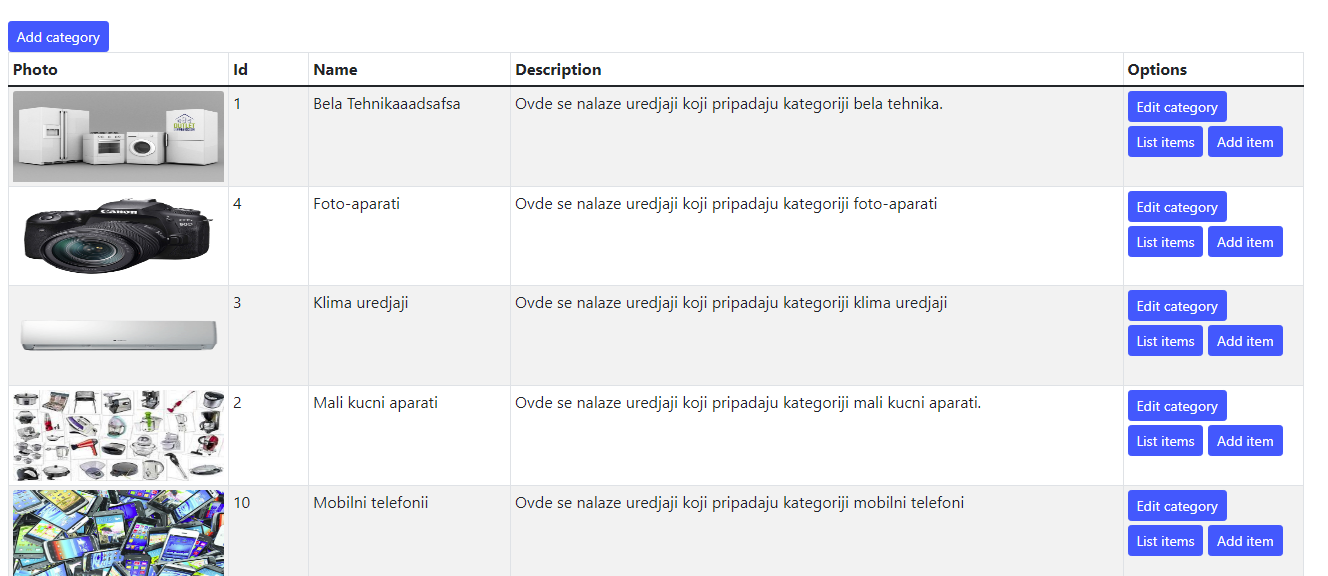 Add category
Photo Id Name Description Options
1 Bela Tehnikaaadsafsa Ovde se nalaze uredjaji koji pripadaju kategoriji bela tehnika. Edit category
List items Add item
OUTLET
4 Foto-aparati Ovde se nalaze uredjaji koji pripadaju kategoriji foto-aparati Edit category
Canon
List items Add item
3 Klima uredjaji Ovde se nalaze uredjaji koji pripadaju kategoriji klima uredjaji Edit category
List items Add item
2 Mali kucni aparati Ovde se nalaze uredjaji koji pripadaju kategoriji mali kucni aparati. Edit category
List items Add item
10 Mobilni telefonii Ovde se nalaze uredjaji koji pripadaju kategoriji mobilni telefoni Edit category
List items Add item